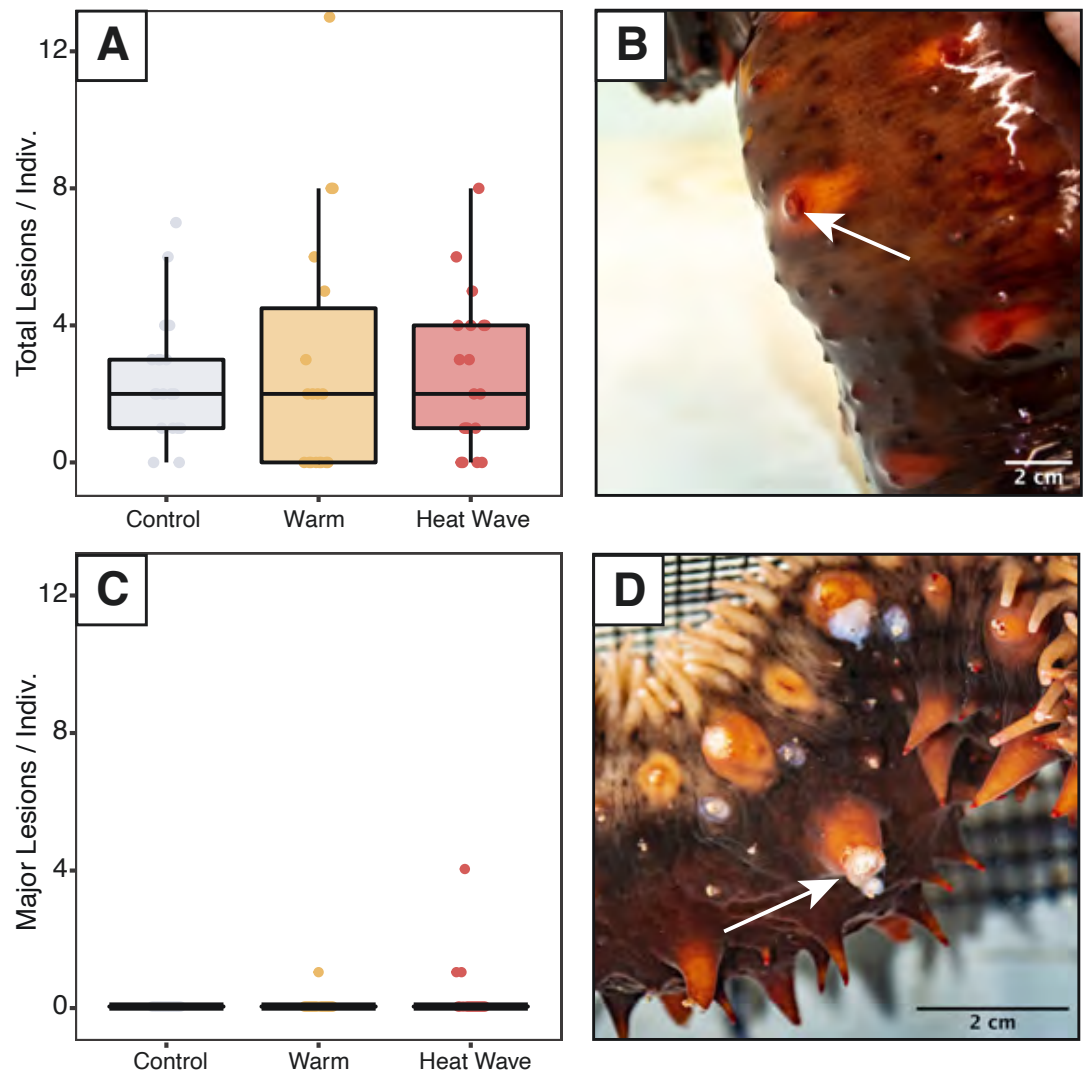 A
Total Lesions / Indiv.
12
8
4
0
Control Warm Heat Wave
B
2 cm
C
Major Lesions / Indiv.
12
8
4
0
Control Warm Heat Wave
D
2 cm